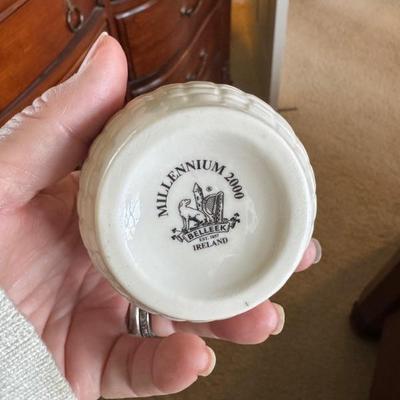 MILLENNIUM 2000
®
BELLEEK
EST. 1857
IRELAND